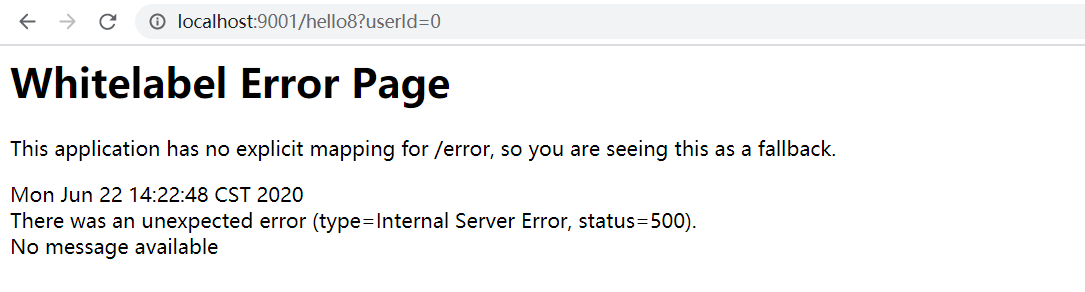 localhost:9001/hello8?userId=0
Whitelabel Error Page
This application has no explicit mapping for /error, so you are seeing this as a fallback.
Mon Jun 22 14:22:48 CST 2020
There was an unexpected error (type=Internal Server Error, status=500).
No message available